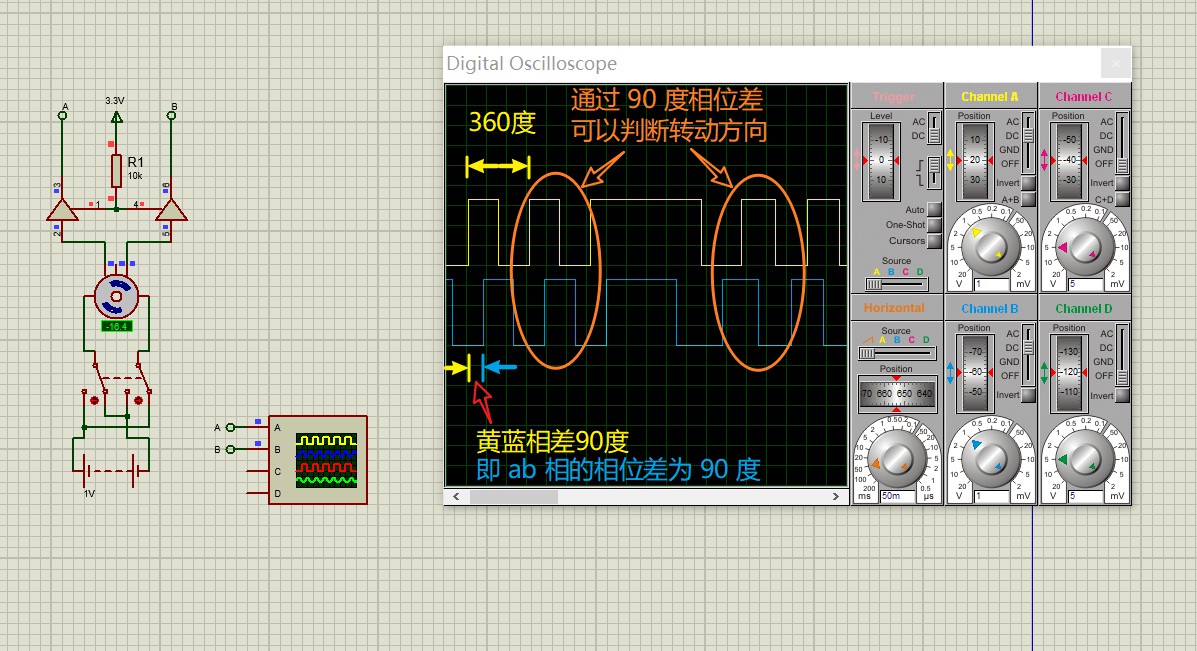 Digital Oscilloscope
360度
通过 90 度相位差
可以判断转动方向
黄蓝相差90度
即 ab 相的相位差为 90 度
A
3.3V
B
R1
10k
3
6
1
4
2
5
-16.4
1V
A
B
A
B
C
D
Trigger
Level
-10
0
10
AC
DC
Auto
One-Shot
Cursors
Source
A B C D
Channel A
Position
10
20
30
AC
DC
GND
OFF
Invert
A+B
V
1
mV
Channel C
Position
-50
-40
-30
AC
DC
GND
OFF
Invert
C+D
V
5
mV
Horizontal
Source
A B C D
Position
70 660 650 640
ms
50m
µs
Channel B
Position
-70
-60
-50
AC
DC
GND
OFF
Invert
V
1
mV
Channel D
Position
-130
-120
-110
AC
DC
GND
OFF
Invert
V
5
mV